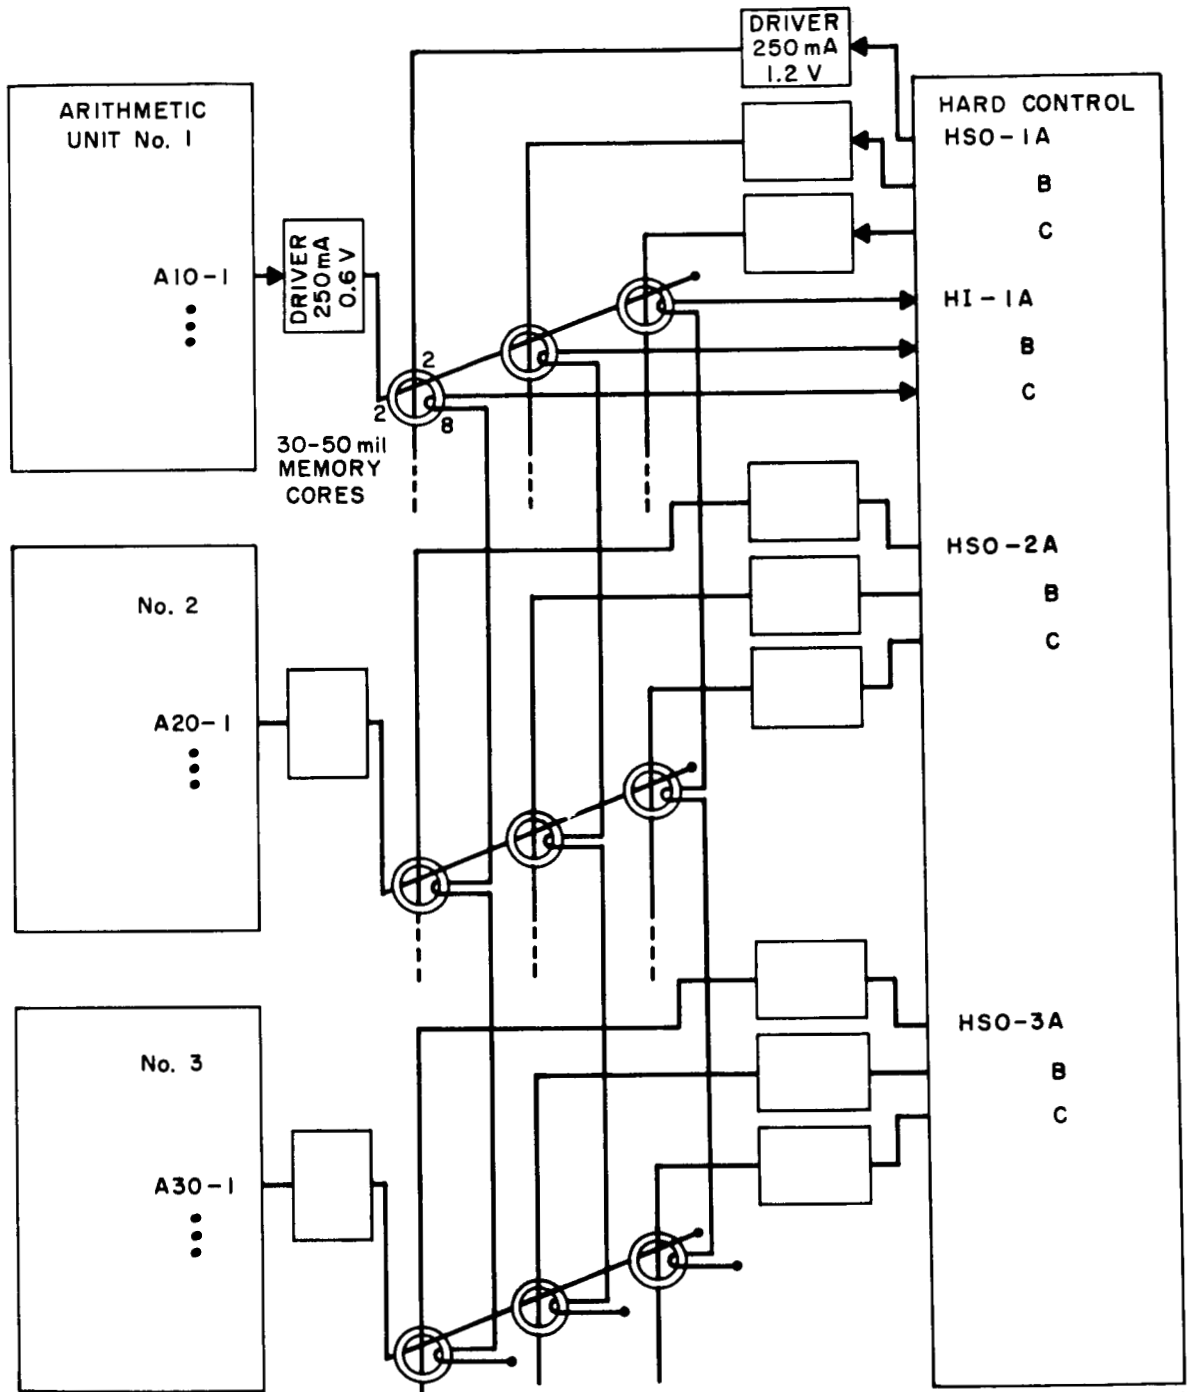 DRIVER
250 mA
1.2 V
ARITHMETIC
UNIT No. 1
A10-1
DRIVER
250mA
0.6 V
HARD CONTROL
HSO-1A
B
C
HI-1A
B
C
2
2
8
30-50 mil
MEMORY
CORES
No. 2
A20-1
HSO-2A
B
C
No. 3
A30-1
HSO-3A
B
C